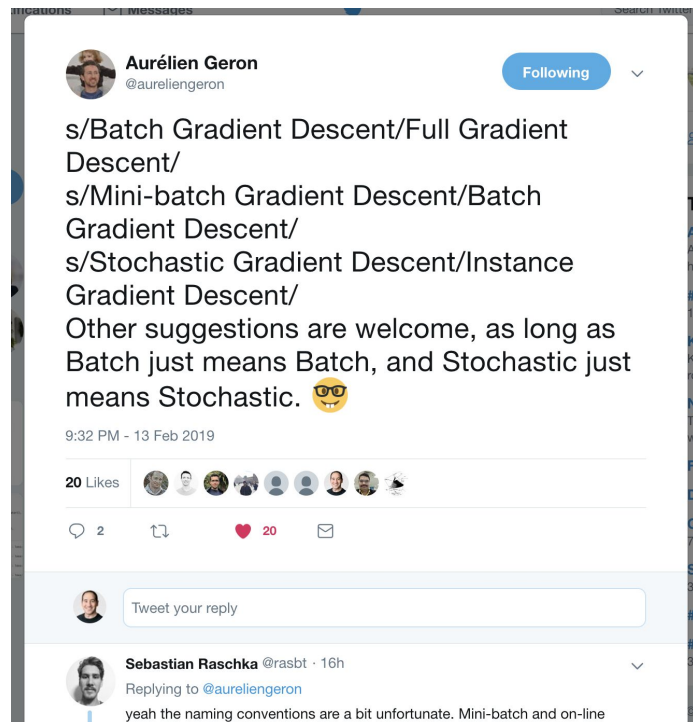 Messages
Search Twitter
Aurélien Geron
@aureliengeron
Following
s/Batch Gradient Descent/Full Gradient
Descent/
s/Mini-batch Gradient Descent/Batch
Gradient Descent/
s/Stochastic Gradient Descent/Instance
Gradient Descent/
Other suggestions are welcome, as long as
Batch just means Batch, and Stochastic just
means Stochastic. 🤓
9:32 PM - 13 Feb 2019
20 Likes
2
20
Tweet your reply
Sebastian Raschka @rasbt · 16h
Replying to @aureliengeron
yeah the naming conventions are a bit unfortunate. Mini-batch and on-line